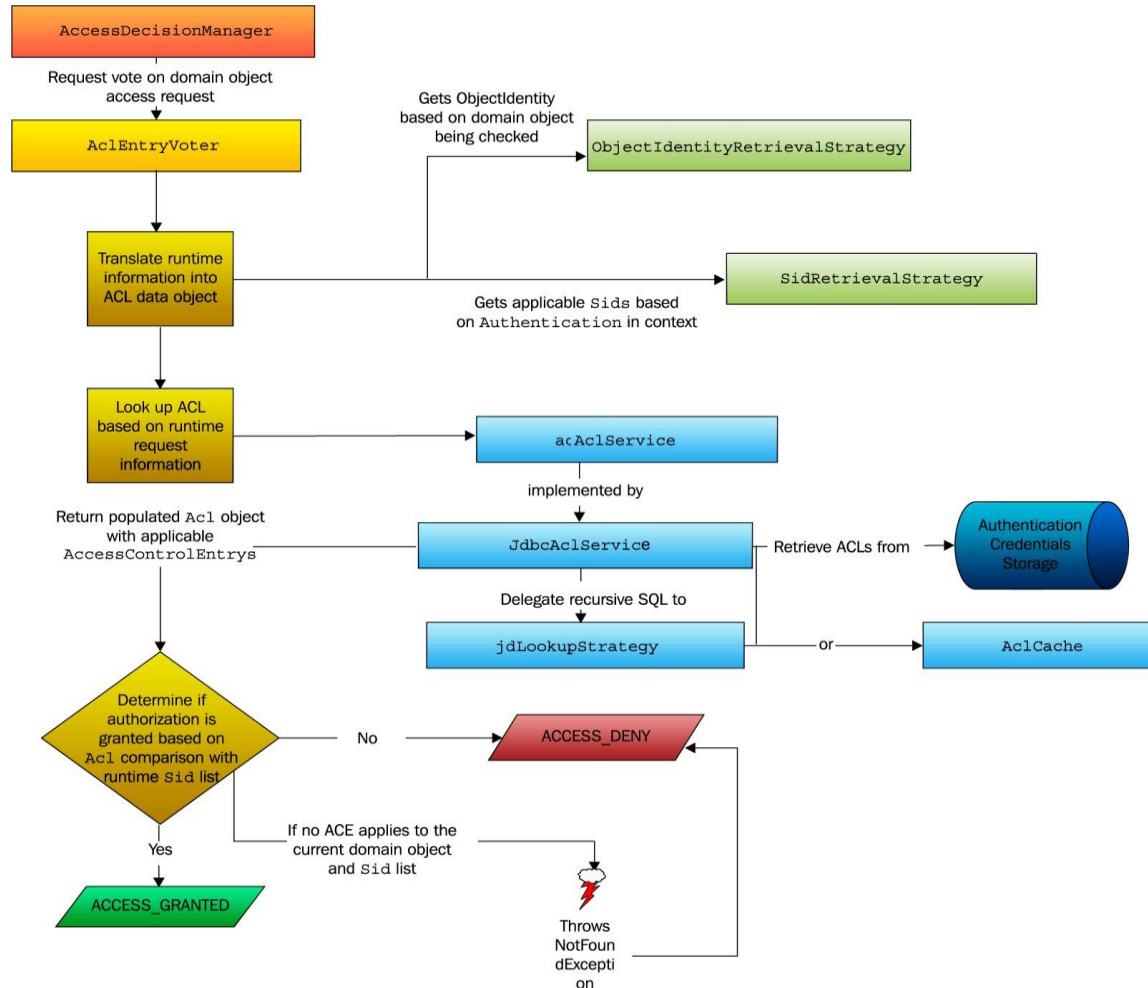 AccessDecisionManager
Request vote on domain object
access request
AclEntryVoter
Gets ObjectIdentity
based on domain object
being checked
ObjectIdentityRetrievalStrategy
Translate runtime
information into
ACL data object
SidRetrievalStrategy
Gets applicable Sids based
on Authentication in context
Look up ACL
based on runtime
request
information
acAclService
implemented by
Return populated Acl object
with applicable
AccessControlEntrys
JdbcAclService
Retrieve ACLs from
Authentication
Credentials
Storage
Delegate recursive SQL to
jdLookupStrategy
or
AclCache
Determine if
authorization is
granted based on
Acl comparison with
runtime Sid list
No
ACCESS_DENY
If no ACE applies to the
current domain object
and Sid list
Yes
ACCESS_GRANTED
Throws
NotFoun
dExcepti
on